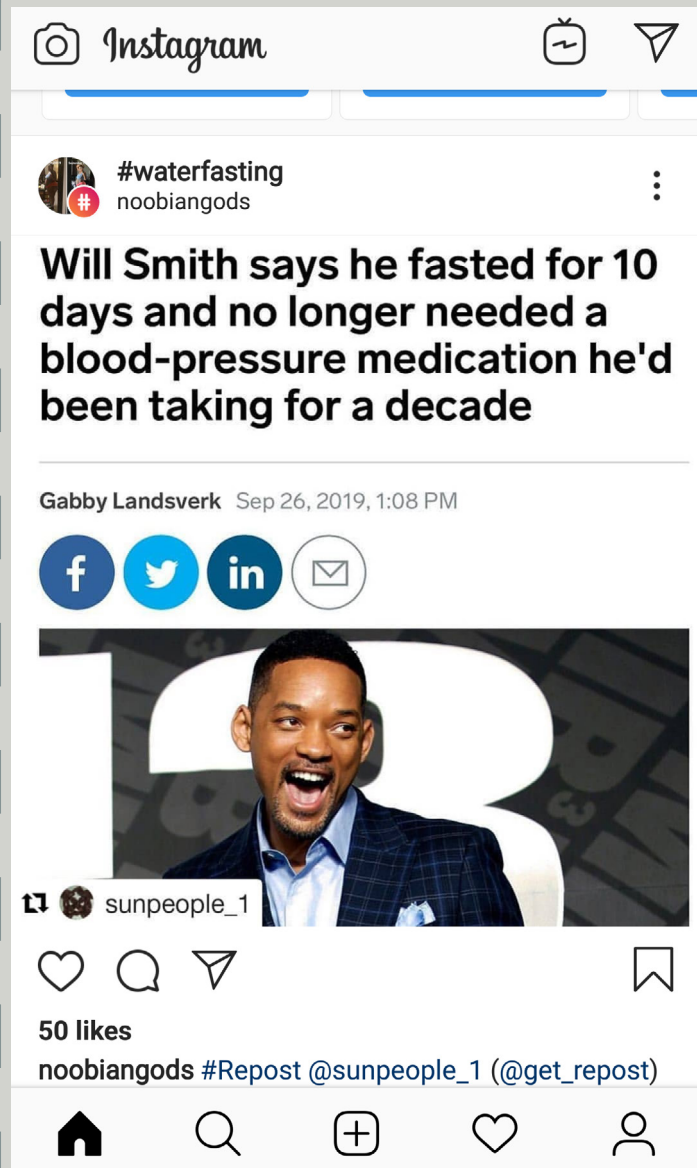 Instagram
#waterfasting
#
noobiangods
Will Smith says he fasted for 10
days and no longer needed a
blood-pressure medication he'd
been taking for a decade
Gabby Landsverk Sep 26, 2019, 1:08 PM
f in
sunpeople_1
50 likes
noobiangods #Repost @sunpeople_1 (@get_repost)